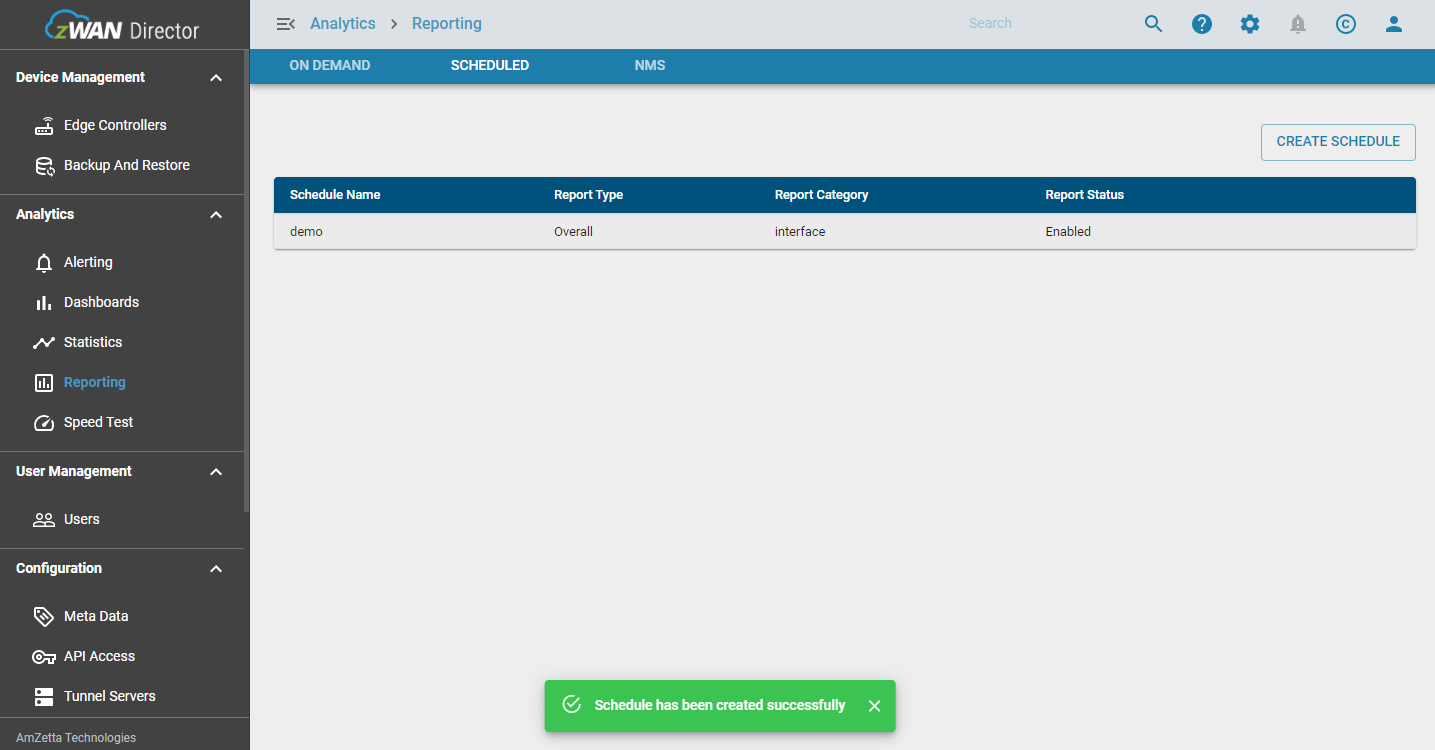 zWAN Director
Analytics > Reporting
Search
ON DEMAND SCHEDULED NMS
Device Management
Edge Controllers
Backup And Restore
Analytics
Alerting
Dashboards
Statistics
Reporting
Speed Test
User Management
Users
Configuration
Meta Data
API Access
Tunnel Servers
AmZetta Technologies
CREATE SCHEDULE
Schedule Name Report Type Report Category Report Status
demo Overall interface Enabled
Schedule has been created successfully